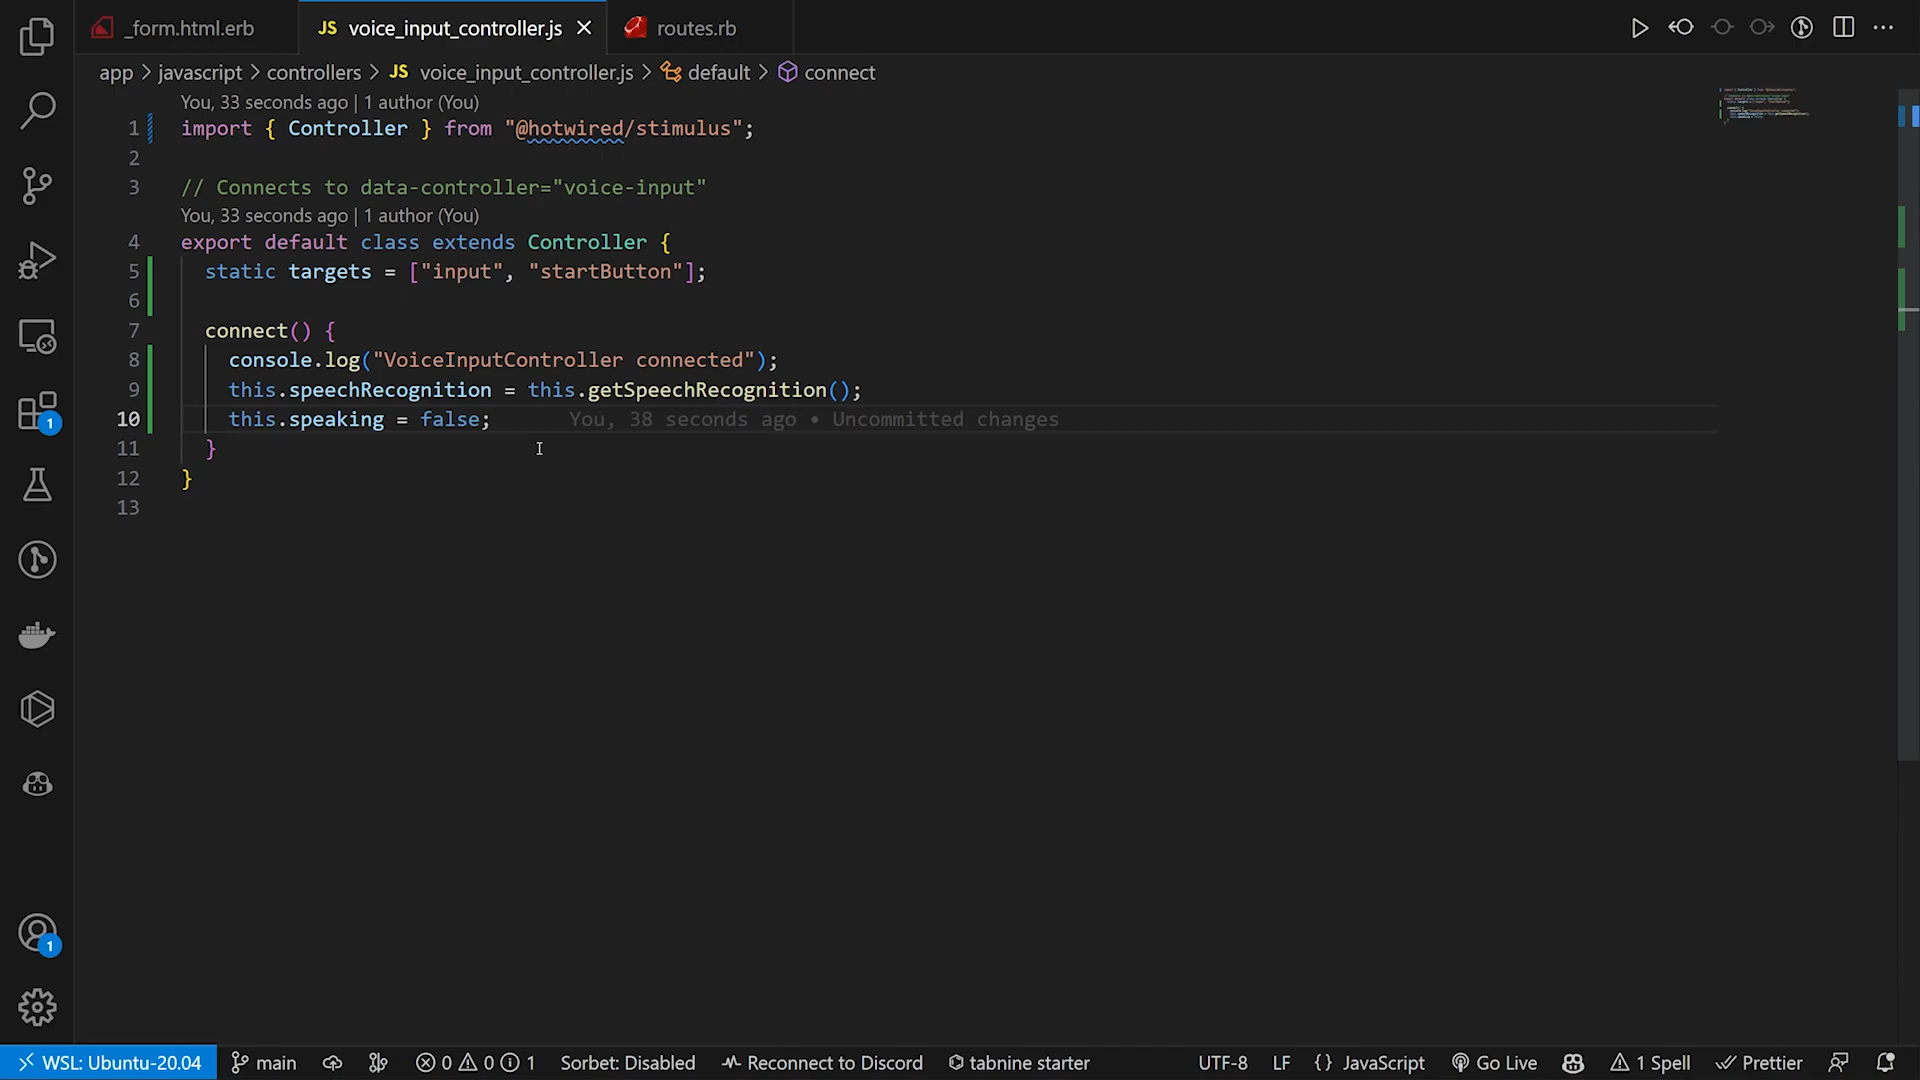 _form.html.erb
JS voice_input_controller.js
routes.rb
app > javascript > controllers > JS voice_input_controller.js > default > connect
You, 33 seconds ago | 1 author (You)
1 import { Controller } from "@hotwired/stimulus";
2
3 // Connects to data-controller="voice-input"
You, 33 seconds ago | 1 author (You)
4 export default class extends Controller {
5 static targets = ["input", "startButton"];
6
7 connect() {
8 console.log("VoiceInputController connected");
9 this.speechRecognition = this.getSpeechRecognition();
10 this.speaking = false; You, 38 seconds ago • Uncommitted changes
11 }
12 }
13
1
1
WSL: Ubuntu-20.04 main 0 0 1 Sorbet: Disabled Reconnect to Discord tabnine starter UTF-8 LF {} JavaScript Go Live 1 Spell Prettier